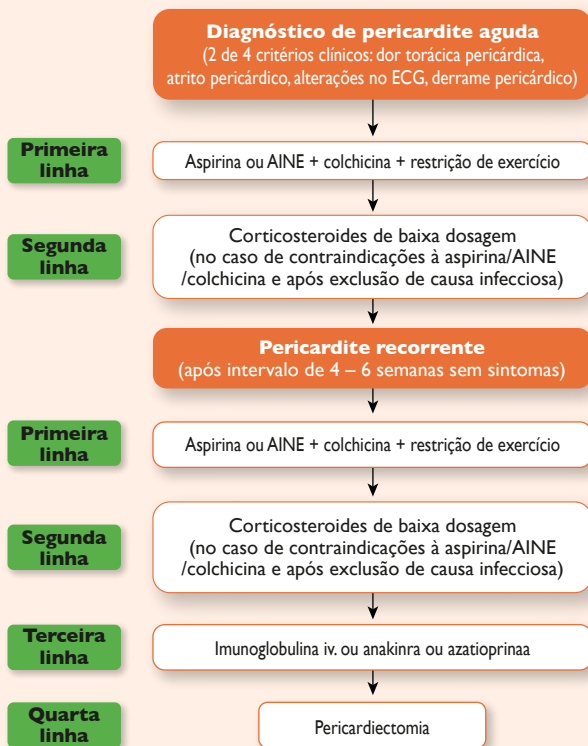 Diagnóstico de pericardite aguda
(2 de 4 critérios clínicos: dor torácica pericárdica,
atrito pericárdico, alterações no ECG, derrame pericárdico)
Primeira
linha
Aspirina ou AINE + colchicina + restrição de exercício
Segunda
linha
Corticosteroides de baixa dosagem
(no caso de contraindicações à aspirina/AINE
/colchicina e após exclusão de causa infecciosa)
Pericardite recorrente
(após intervalo de 4 – 6 semanas sem sintomas)
Primeira
linha
Aspirina ou AINE + colchicina + restrição de exercício
Segunda
linha
Corticosteroides de baixa dosagem
(no caso de contraindicações à aspirina/AINE
/colchicina e após exclusão de causa infecciosa)
Terceira
linha
Imunoglobulina iv. ou anakinra ou azatioprinaa
Quarta
linha
Pericardiectomia